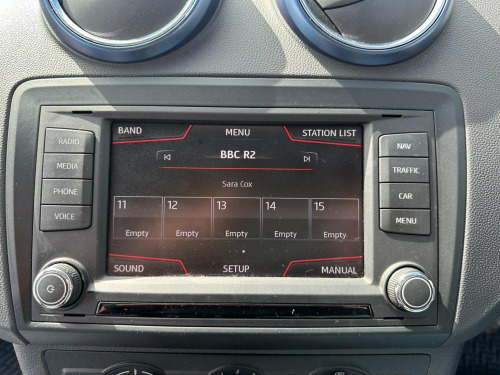 BAND MENU STATION LIST
RADIO
MEDIA
PHONE
VOICE
BBC R2
Sara Cox
11 12 13 14 15
Empty Empty Empty Empty Empty
SOUND SETUP MANUAL
NAV
TRAFFIC
CAR
MENU